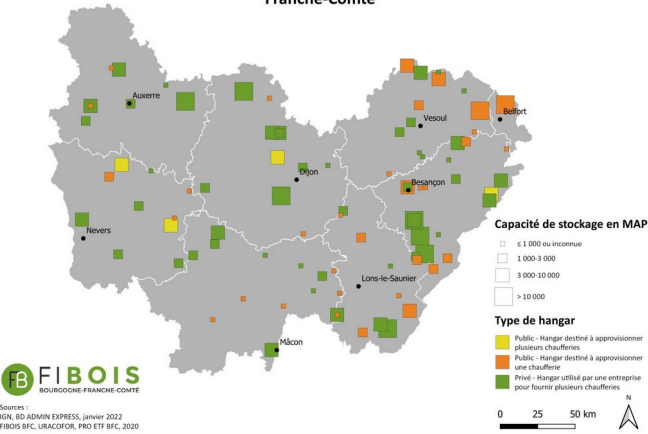 Franche-Comté
Auxerre
Vesoul
Belfort
Dijon
Besançon
Nevers
Lons-le-Saunier
Mâcon
Capacité de stockage en MAP
≤ 1 000 ou inconnue
1 000-3 000
3 000-10 000
> 10 000
Type de hangar
Public - Hangar destiné à approvisionner
plusieurs chaufferies
Public - Hangar destiné à approvisionner
une chaufferie
Privé - Hangar utilisé par une entreprise
pour fournir plusieurs chaufferies
FB FIBOIS
BOURGOGNE-FRANCHE-COMTÉ
Sources :
IGN, BD ADMIN EXPRESS, janvier 2022
FIBOIS BFC, URACOFOR, PRO ETF BFC, 2020
0 25 50 km
N